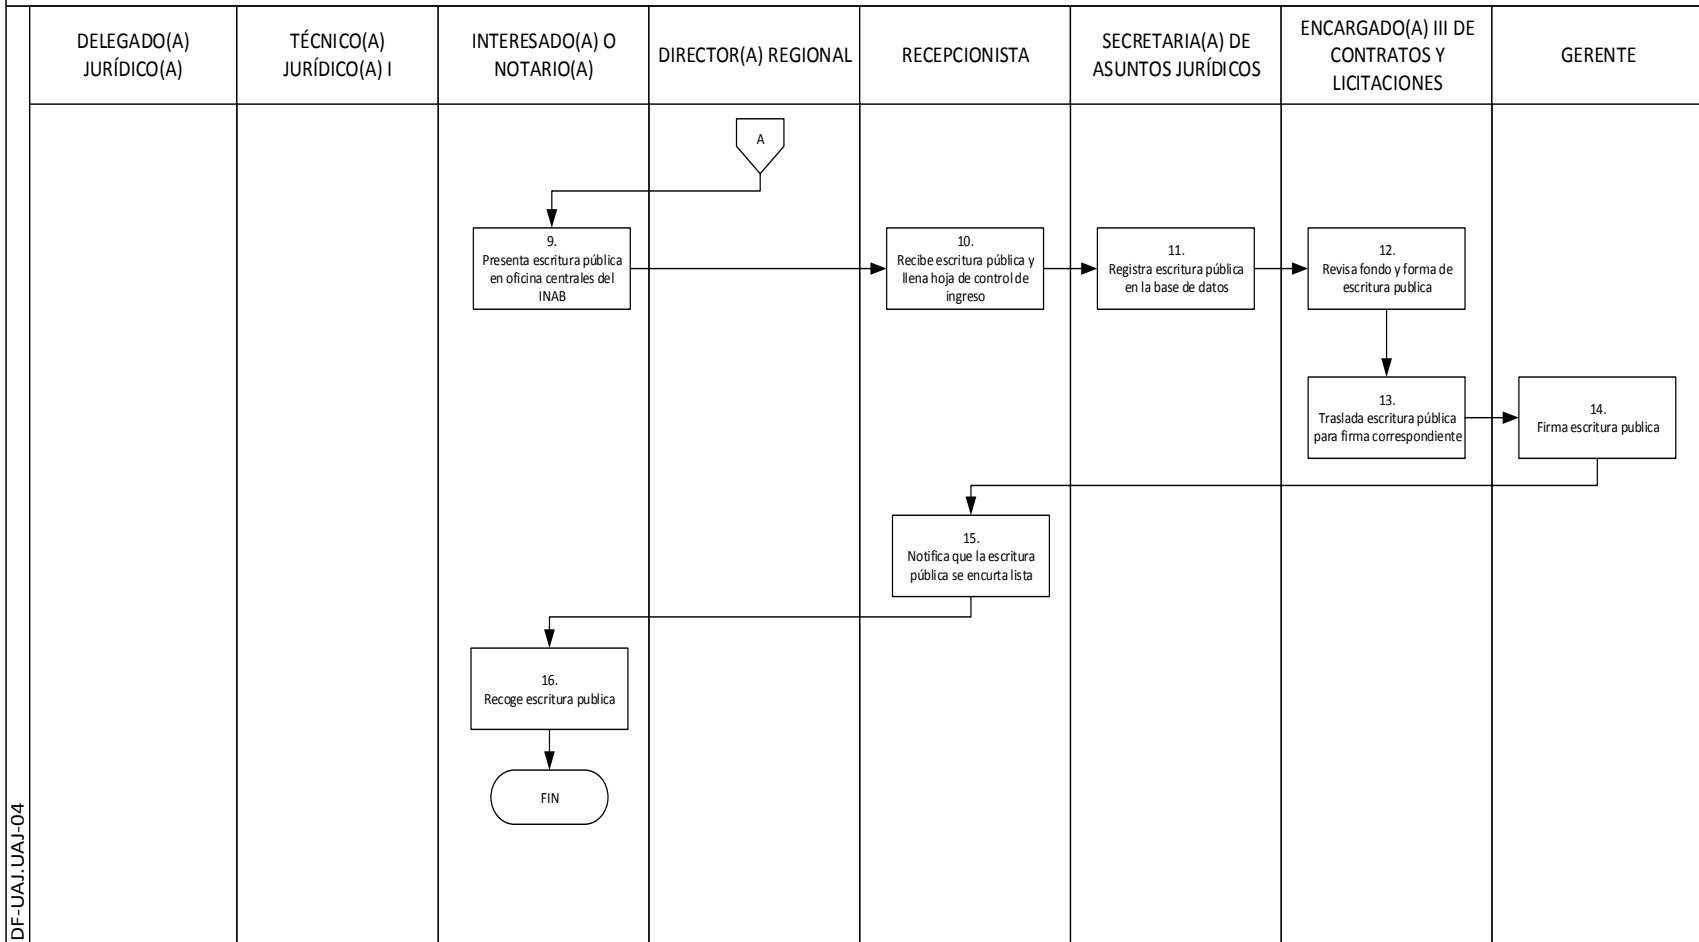 DELEGADO(A)
JURÍDICO(A)
TÉCNICO(A)
JURÍDICO(A) I
INTERESADO(A) O
NOTARIO(A)
DIRECTOR(A) REGIONAL
RECEPCIONISTA
SECRETARIA(A) DE
ASUNTOS JURÍDICOS
ENCARGADO(A) III DE
CONTRATOS Y
LICITACIONES
GERENTE
A
9.
Presenta escritura pública
en oficina centrales del
INAB
10.
Recibe escritura pública y
llena hoja de control de
ingreso
11.
Registra escritura pública
en la base de datos
12.
Revisa fondo y forma de
escritura publica
13.
Traslada escritura pública
para firma correspondiente
14.
Firma escritura publica
15.
Notifica que la escritura
pública se encurta lista
16.
Recoge escritura publica
FIN
DF-UAJ.UAJ-04